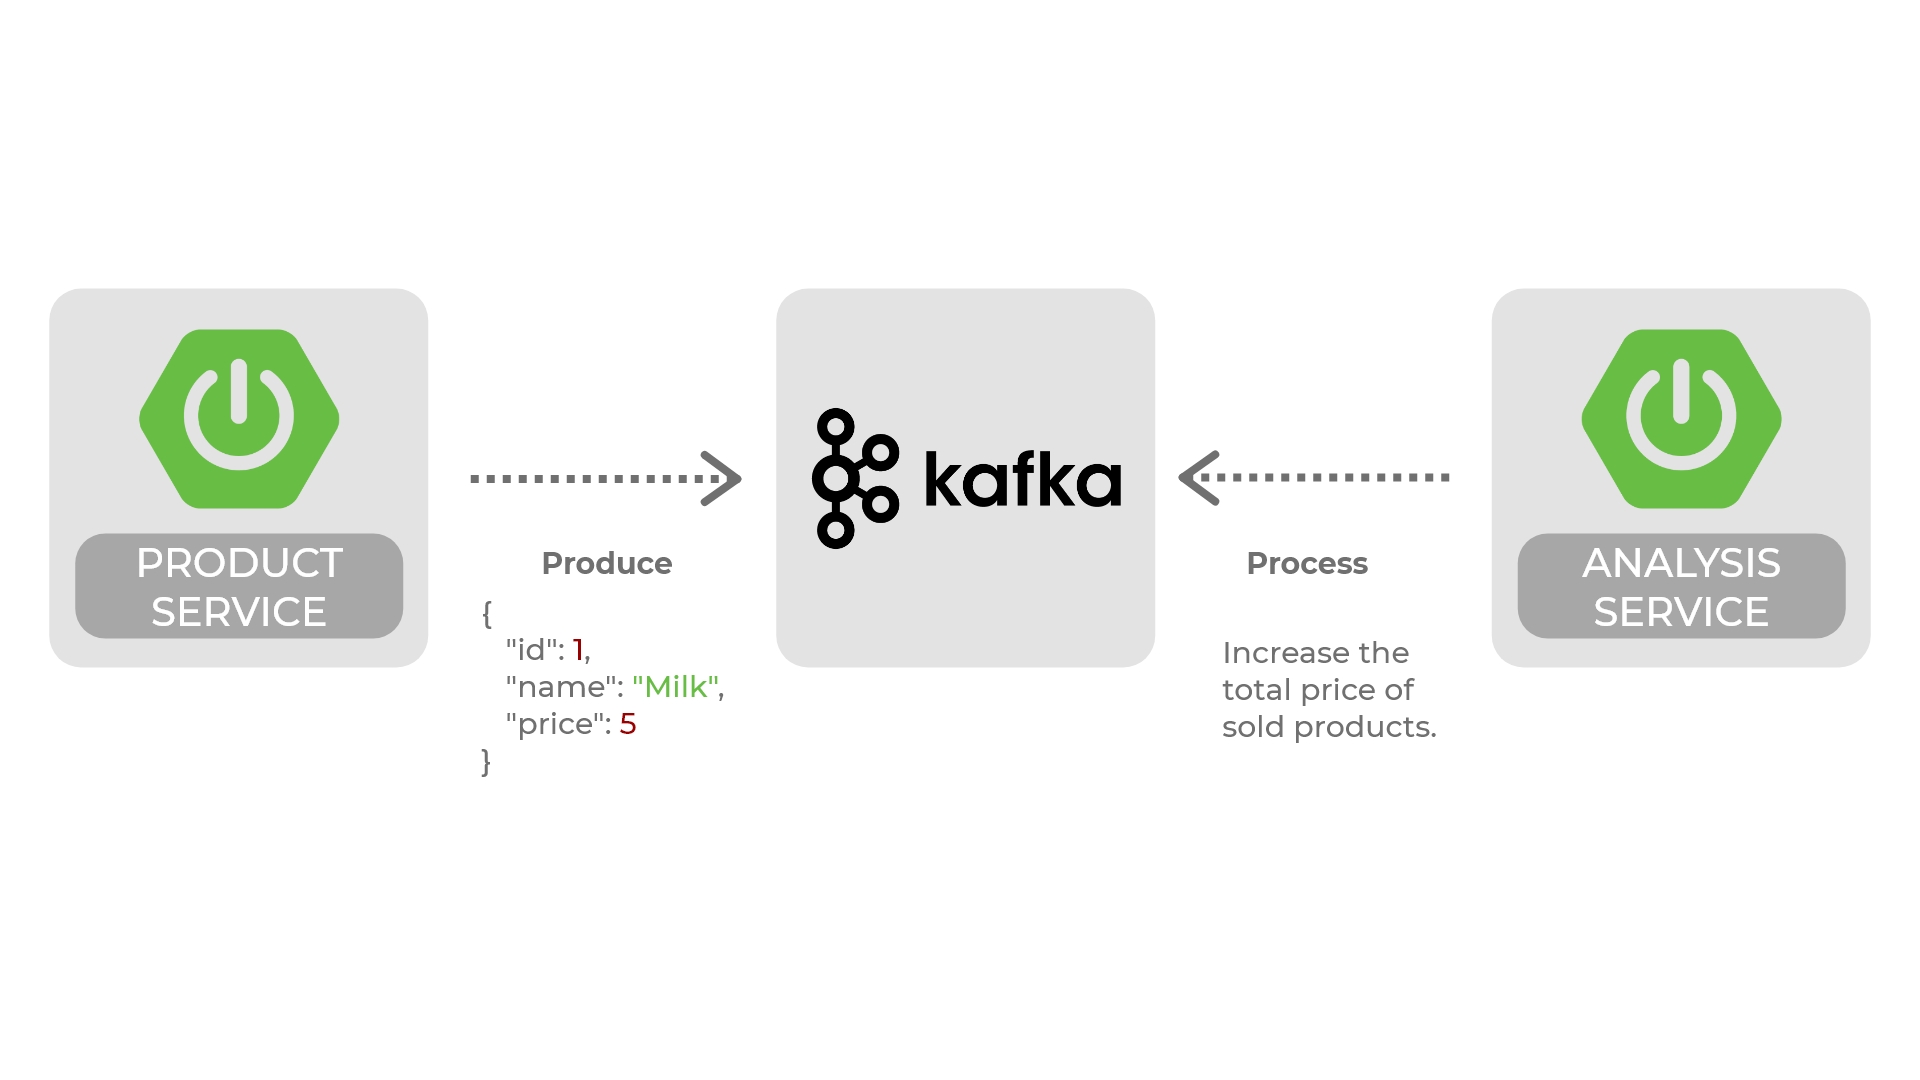 PRODUCT
SERVICE
Produce
{
"id": 1,
"name": "Milk",
"price": 5
}
kafka
Process
Increase the
total price of
sold products.
ANALYSIS
SERVICE